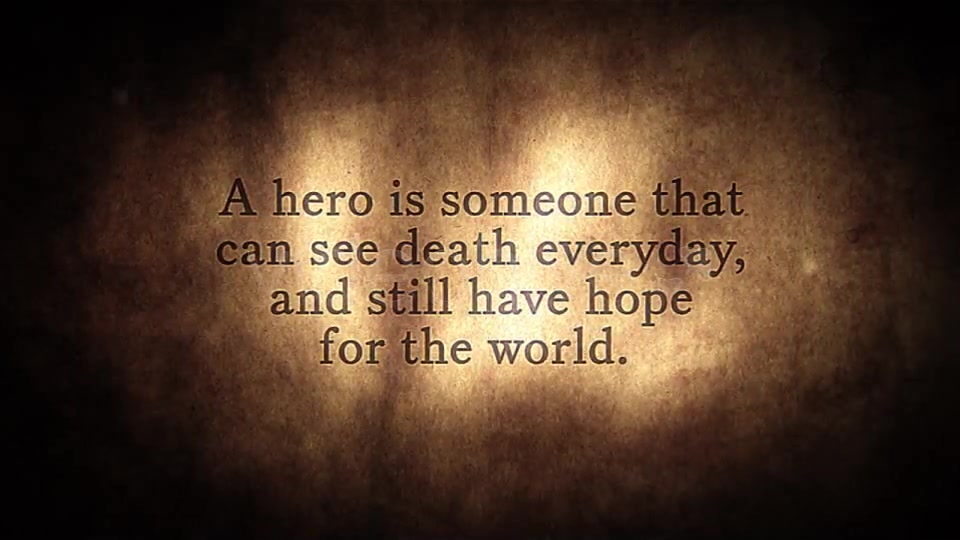 A hero is someone that
can see death everyday,
and still have hope
for the world.